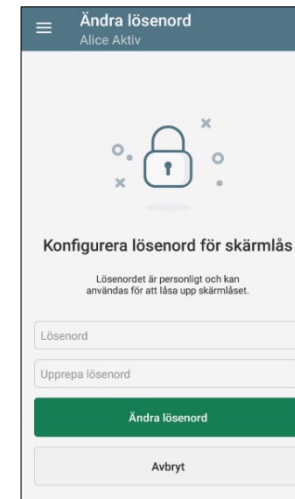 Ändra lösenord
Alice Aktiv
Konfigurera lösenord för skärmlås
Lösenordet är personligt och kan
användas för att låsa upp skärmlåset.
Lösenord
Upprepa lösenord
Ändra lösenord
Avbryt